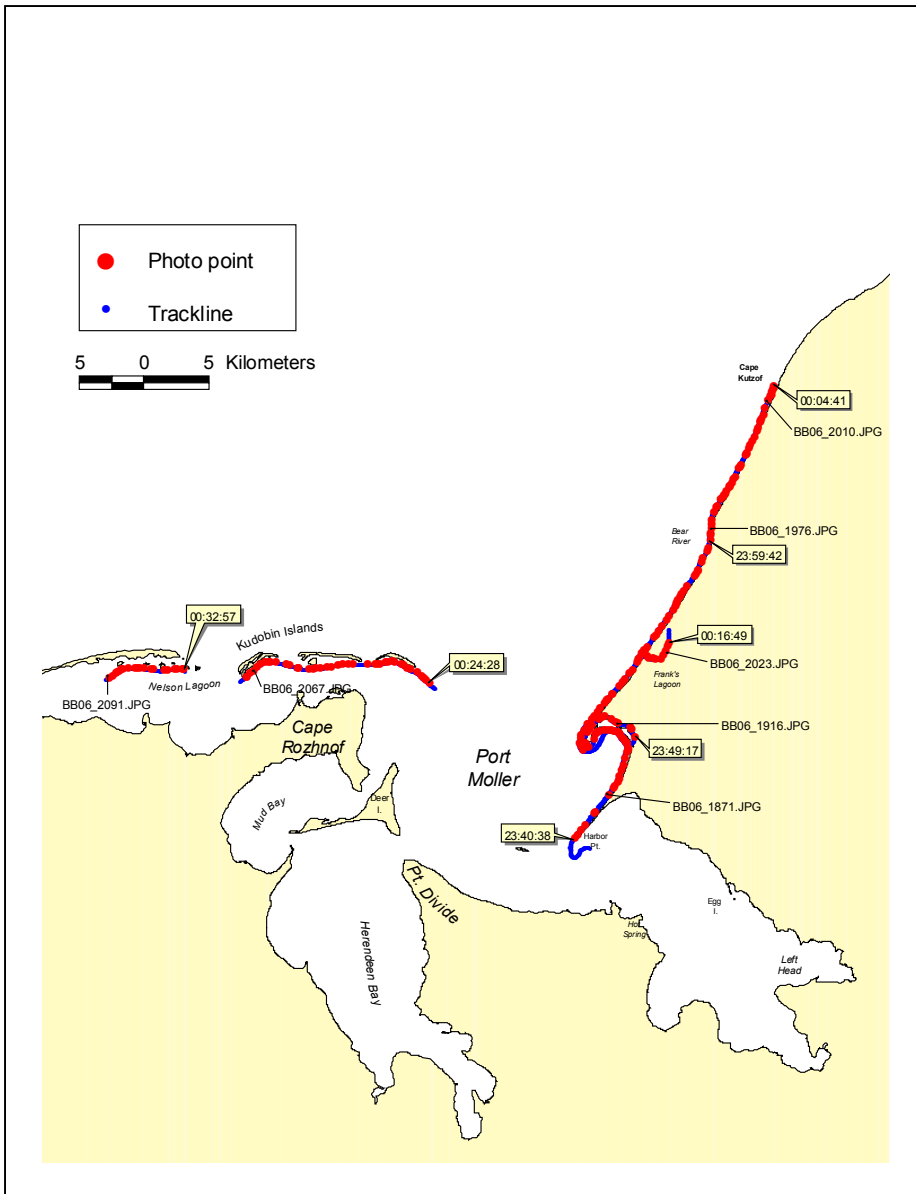 Photo point
Trackline
5 0 5 Kilometers
Cape
Kutzof
00:04:41
BB06_2010.JPG
Bear
River
BB06_1976.JPG
23:59:42
00:32:57
Kudobin Islands
00:16:49
BB06_2023.JPG
Frank's
Lagoon
00:24:28
Nelson Lagoon
BB06_2067.JPG
BB06_2091.JPG
BB06_1916.JPG
Cape
Rozhnof
23:49:17
Port
Moller
BB06_1871.JPG
Mud Bay
Deer
I.
23:40:38
Harbor
Pt.
Pt. Divide
Egg
I.
Herendeen Bay
Hot
Spring
Left
Head